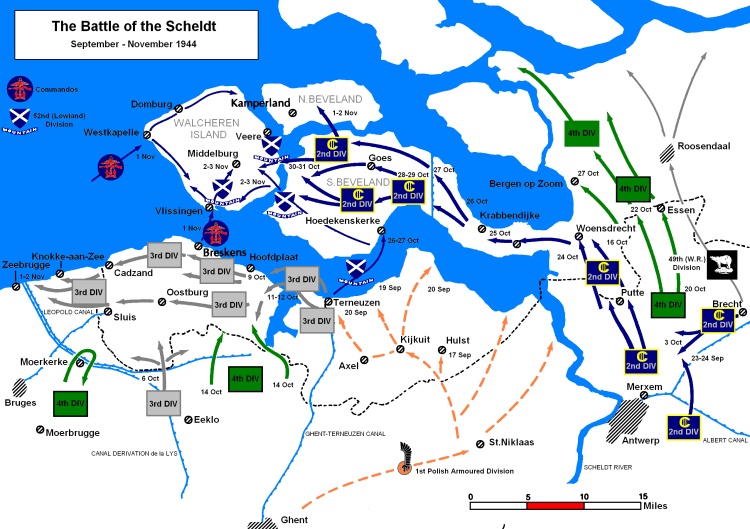 The Battle of the Scheldt
September - November 1944
Commandos
52nd (Lowland)
Division
MOUNTAIN
Domburg
Westkapelle
1 Nov
WALCHEREN
ISLAND
Kamperland
N.BEVELAND
1-2 Nov
Veere
MOUNTAIN
Middelburg
2-3 Nov
2-3 Nov
MOUNTAIN
Vlissingen
1 Nov
2nd DIV
30-31 Oct
Goes
S.BEVELAND
28-29 Oct
2nd DIV
2nd DIV
MOUNTAIN
Hoedekenskerke
26-27 Oct
27 Oct
26 Oct
Krabbendijke
25 Oct
Bergen op Zoom
27 Oct
4th DIV
4th DIV
22 Oct
Roosendaal
Essen
49th (W.R.)
Division
20 Oct
Woensdrecht
16 Oct
24 Oct
2nd DIV
Putte
4th DIV
Brecht
2nd DIV
3 Oct
23-24 Sep
2nd DIV
Merxem
Antwerp
2nd DIV
ALBERT CANAL
SCHELDT RIVER
Breskens
Hoofdplaat
9 Oct
3rd DIV
3rd DIV
Knokke-aan-Zee
Cadzand
Zeebrugge
1-2 Nov
3rd DIV
Oostburg
LEOPOLD CANAL
Sluis
11-12 Oct
3rd DIV
3rd DIV
MOUNTAIN
Terneuzen
20 Sep
19 Sep
20 Sep
Kijkuit
Hulst
17 Sep
Axel
Moerkerke
6 Oct
14 Oct
4th DIV
14 Oct
Bruges
4th DIV
3rd DIV
Eeklo
Moerbrugge
CANAL DERIVATION de la LYS
GHENT-TERNEUZEN CANAL
St.Niklaas
1st Polish Armoured Division
Ghent
0 5 10 15
Miles